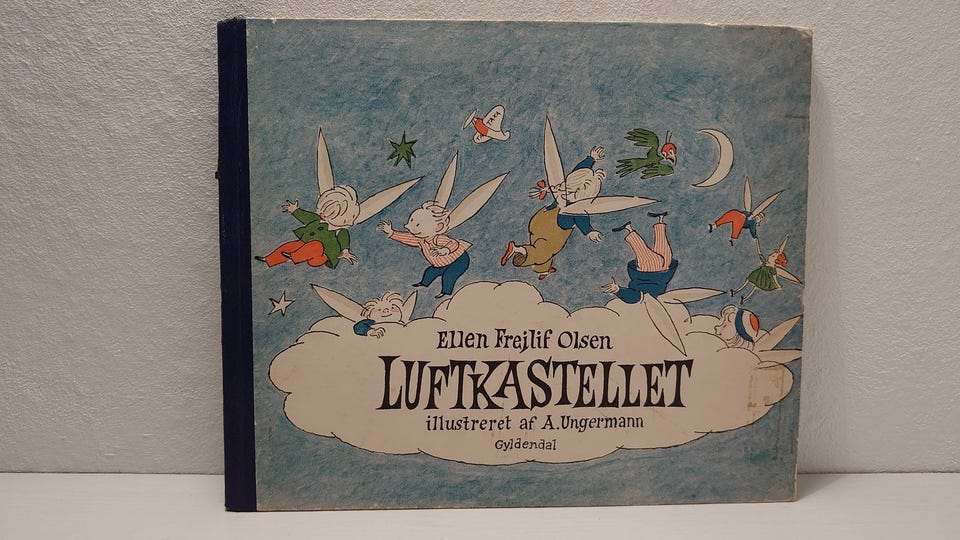 Ellen Frejlif Olsen
LUFTKASTELLET
illustreret af A. Ungermann
Gyldendal